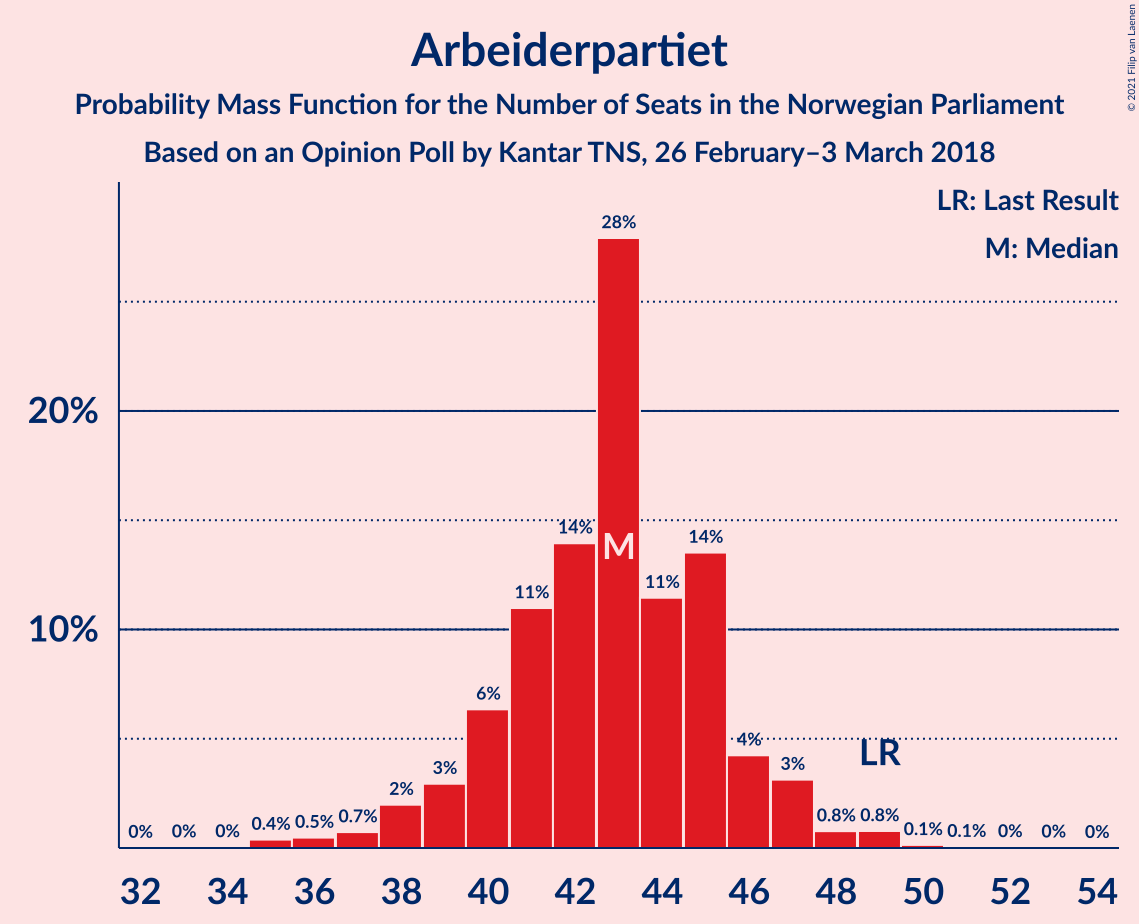 Arbeiderpartiet
Probability Mass Function for the Number of Seats in the Norwegian Parliament
Based on an Opinion Poll by Kantar TNS, 26 February–3 March 2018
© 2021 Filip van Laenen
LR: Last Result
M: Median
28%
20%
14%
M
14%
11%
11%
10%
6%
4%
LR
3%
3%
2%
0% 0% 0% 0.4% 0.5% 0.7% 0.8% 0.8% 0.1% 0.1% 0% 0% 0%
32 34 36 38 40 42 44 46 48 50 52 54